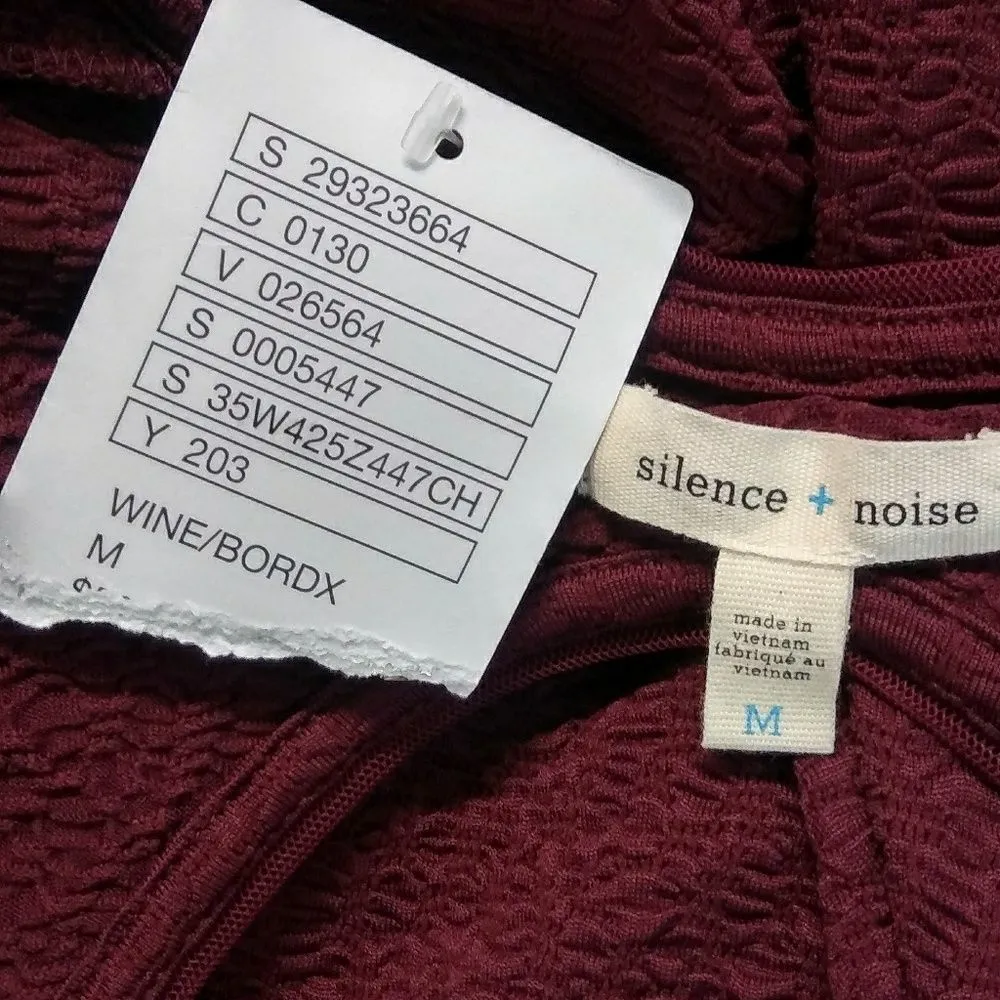 S 29323664
C 0130
V 026564
S 0005447
S 35W425Z447CH
Y 203
WINE/BORDX
M
silence + noise
made in
vietnam
fabriqué au
vietnam
M